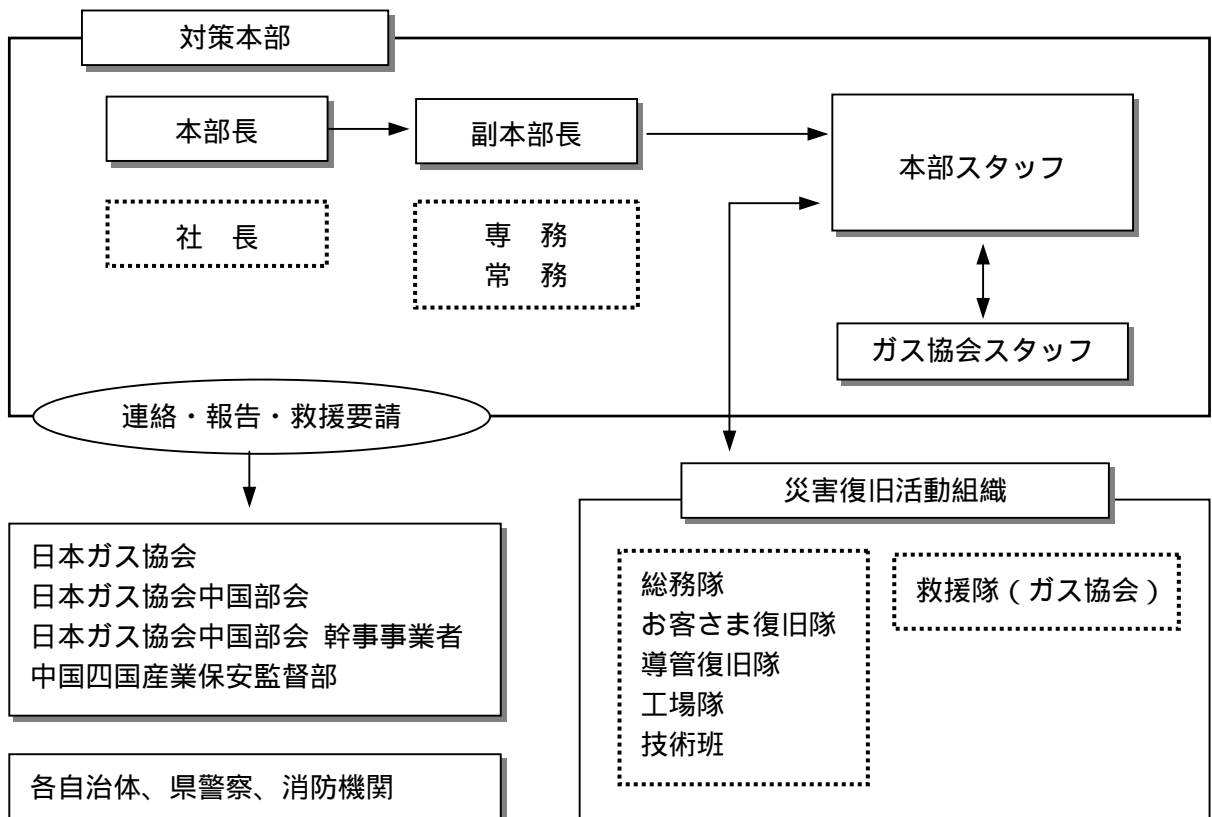 対策本部
本部長
副本部長
本部スタッフ
社　長
専　務
常　務
ガス協会スタッフ
連絡・報告・救援要請
災害復旧活動組織
日本ガス協会
日本ガス協会中国部会
日本ガス協会中国部会 幹事事業者
中国四国産業保安監督部
総務隊
お客さま復旧隊
導管復旧隊
工場隊
技術班
救援隊（ガス協会）
各自治体、県警察、消防機関